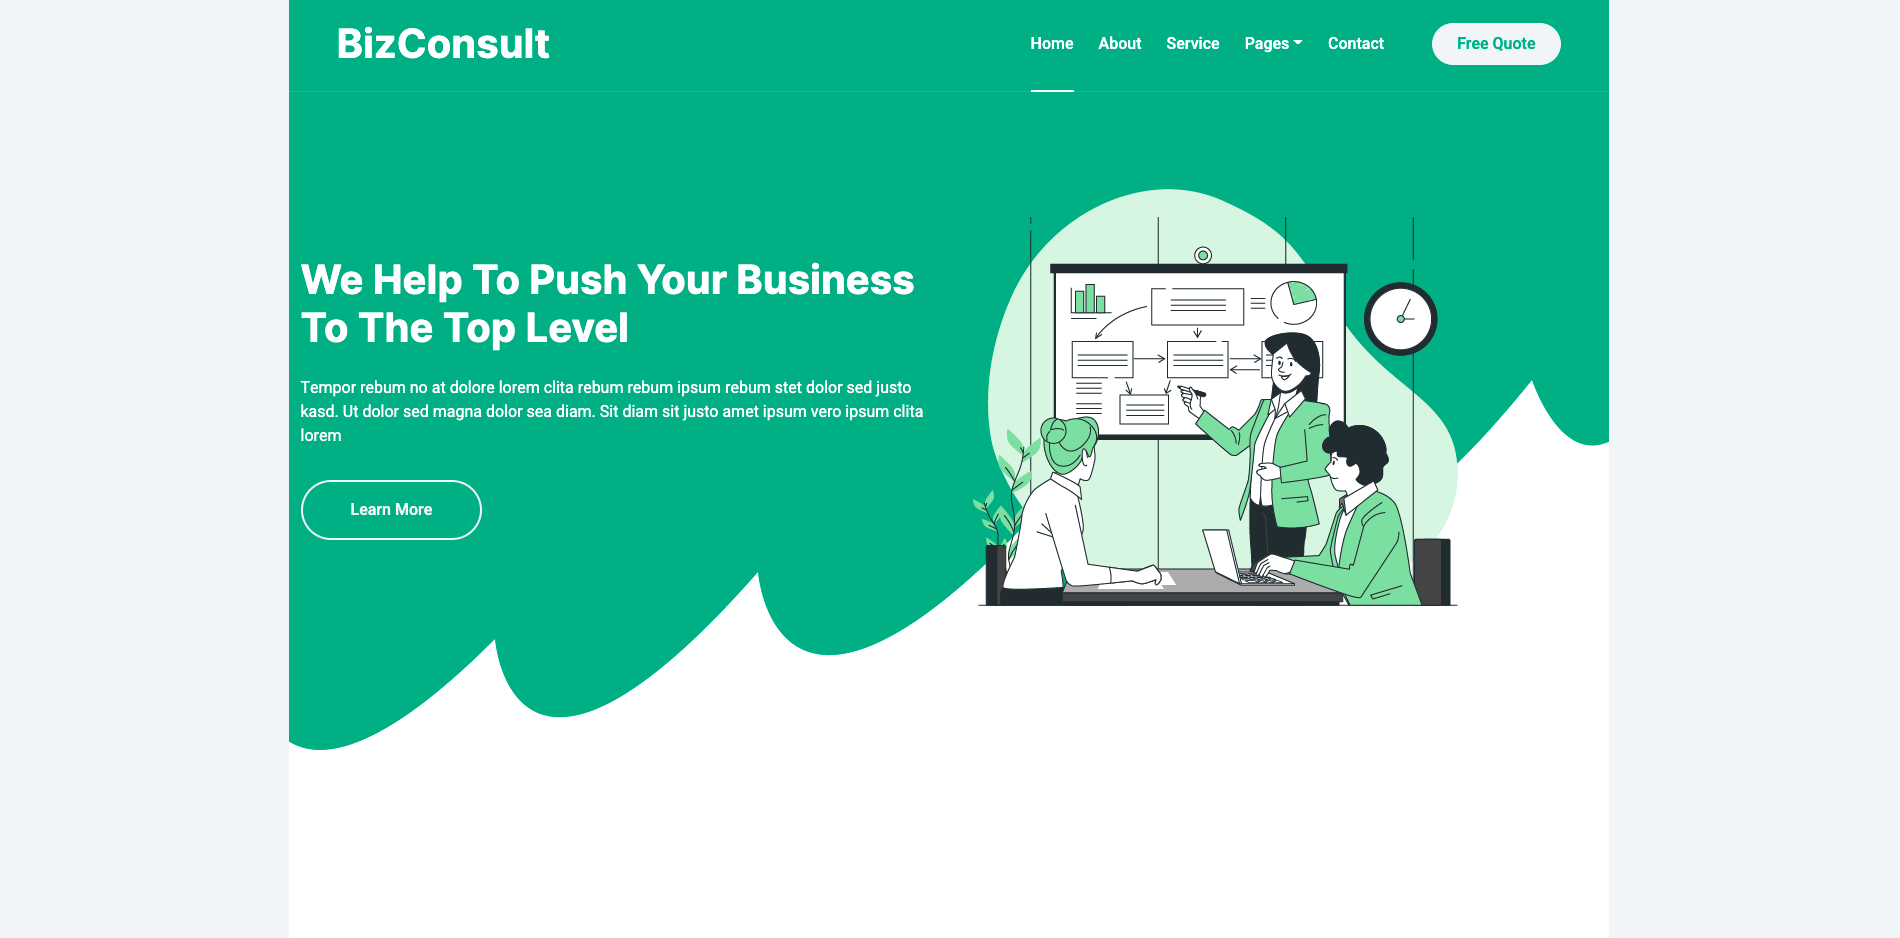 BizConsult
Home About Service Pages Contact Free Quote
We Help To Push Your Business
To The Top Level
Tempor rebum no at dolore lorem clita rebum rebum ipsum rebum stet dolor sed justo
kasd. Ut dolor sed magna dolor sea diam. Sit diam sit justo amet ipsum vero ipsum clita
lorem
Learn More